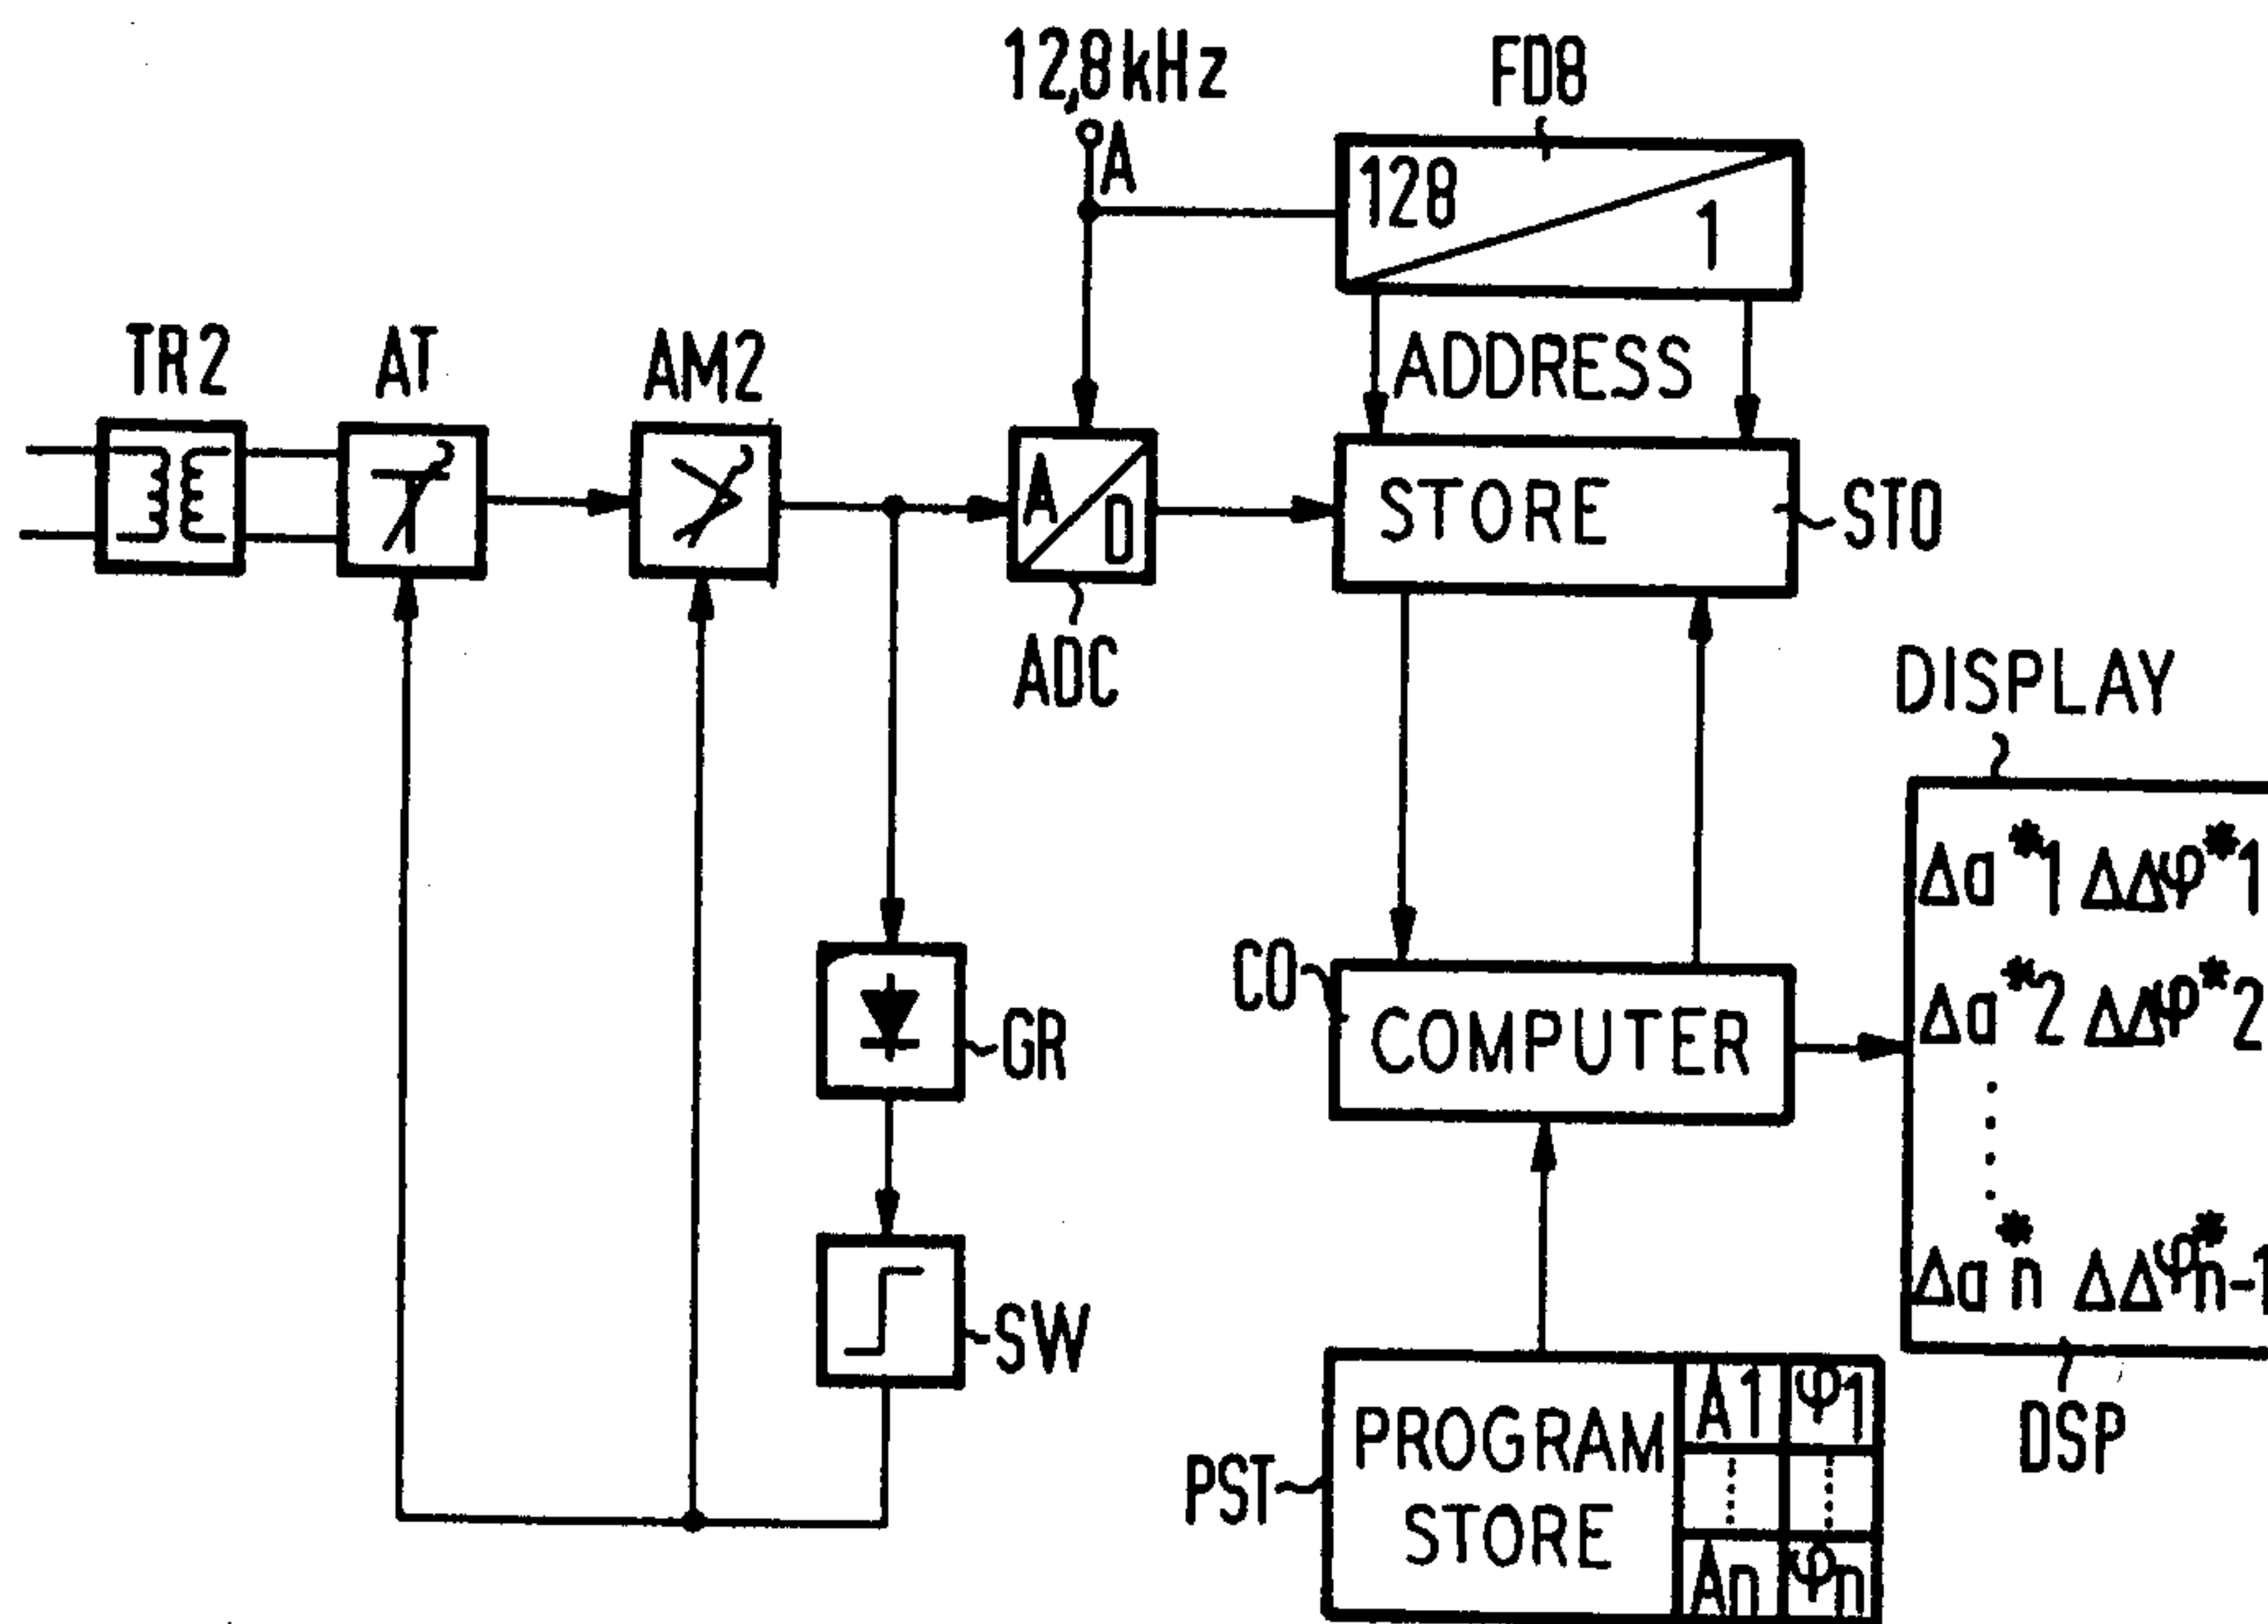 12,8kHz
A
FD8
128
1
TR2
AT
AM2
ADDRESS
A
D
STORE
STO
ADC
DISPLAY
Δa*1 ΔΔφ*1
Δa*2 ΔΔφ*2
Δa*n ΔΔφ*n-1
CO
COMPUTER
GR
SW
DSP
PST
PROGRAM
STORE
A1 φ1
An φn